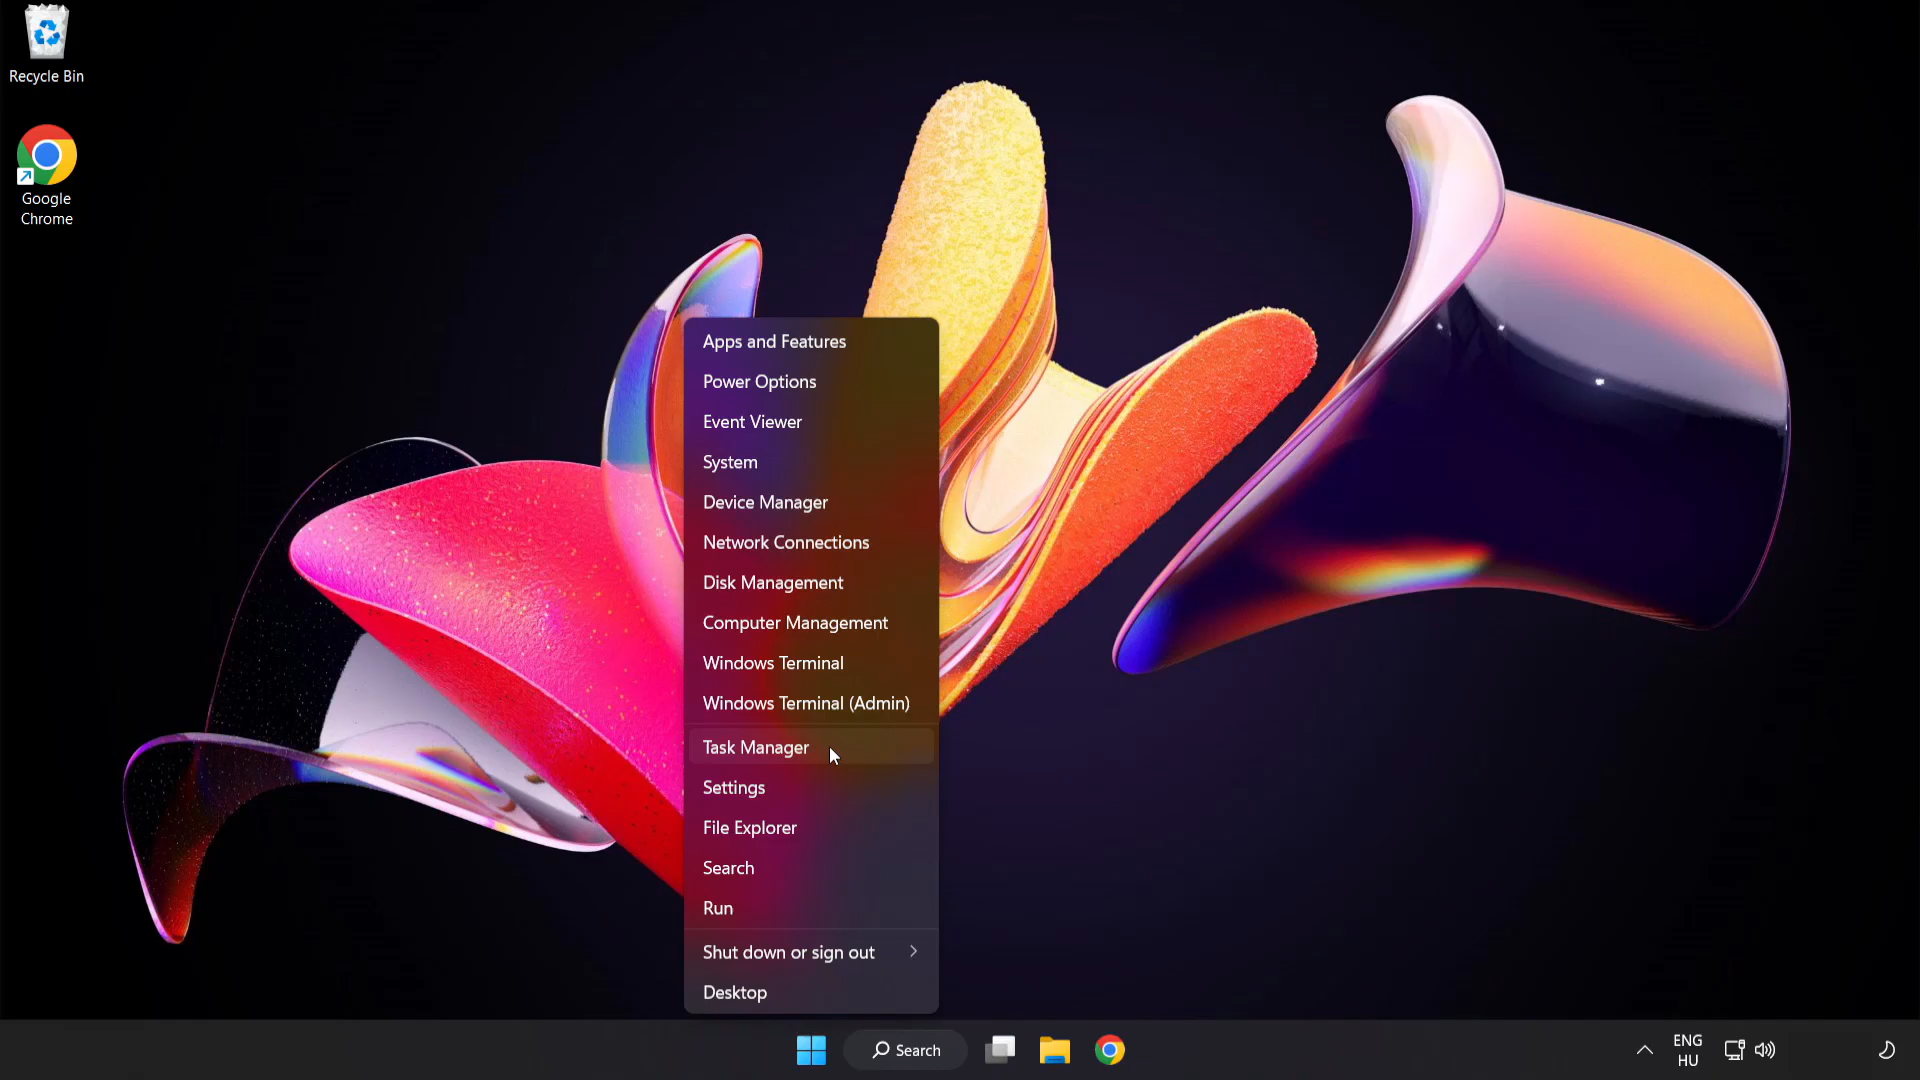 Recycle Bin
Google
Chrome
Apps and Features
Power Options
Event Viewer
System
Device Manager
Network Connections
Disk Management
Computer Management
Windows Terminal
Windows Terminal (Admin)
Task Manager
Settings
File Explorer
Search
Run
Shut down or sign out
Desktop
Search
ENG
HU